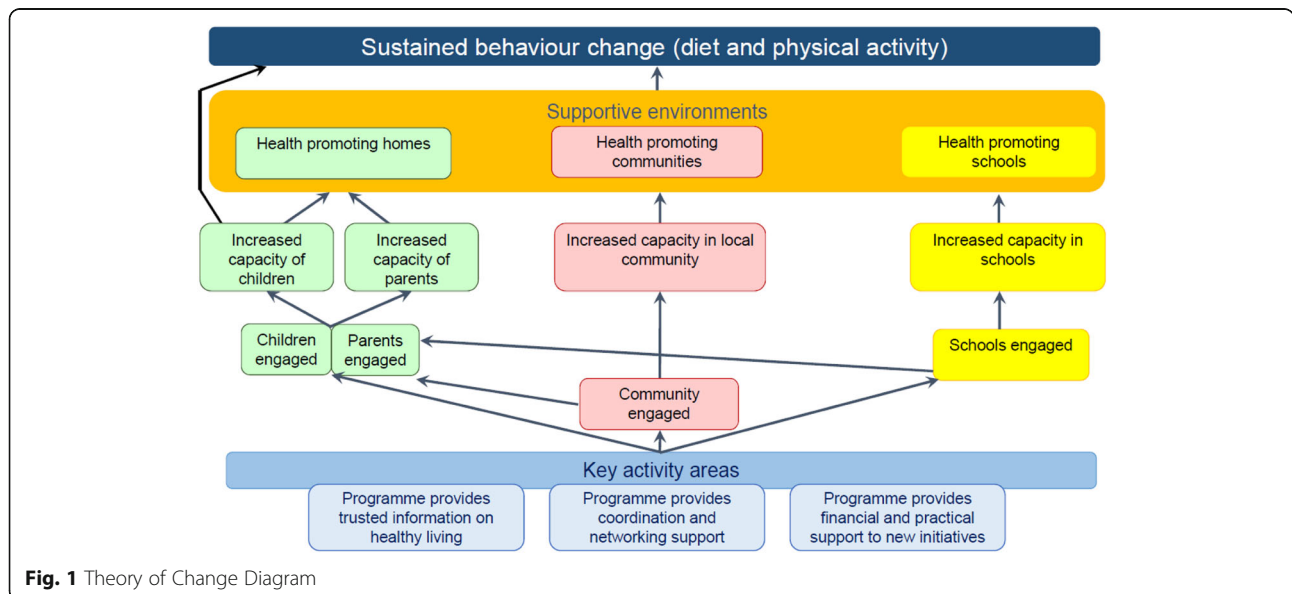 Sustained behaviour change (diet and physical activity)
Supportive environments
Health promoting homes
Health promoting
communities
Health promoting
schools
Increased
capacity of
children
Increased
capacity of
parents
Increased capacity in local
community
Increased capacity in
schools
Children
engaged
Parents
engaged
Schools engaged
Community
engaged
Key activity areas
Programme provides
trusted information on
healthy living
Programme provides
coordination and
networking support
Programme provides
financial and practical
support to new initiatives
Fig. 1 Theory of Change Diagram